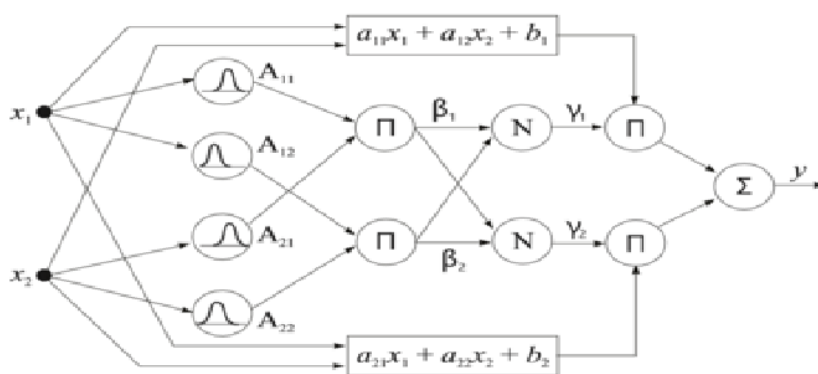 a₁₁x₁ + a₁₂x₂ + b₁
A₁₁
x₁
β₁
γ₁
Π
N
Π
A₁₂
y
Σ
A₂₁
γ₂
Π
N
Π
x₂
β₂
A₂₂
a₂₁x₁ + a₂₂x₂ + b₂